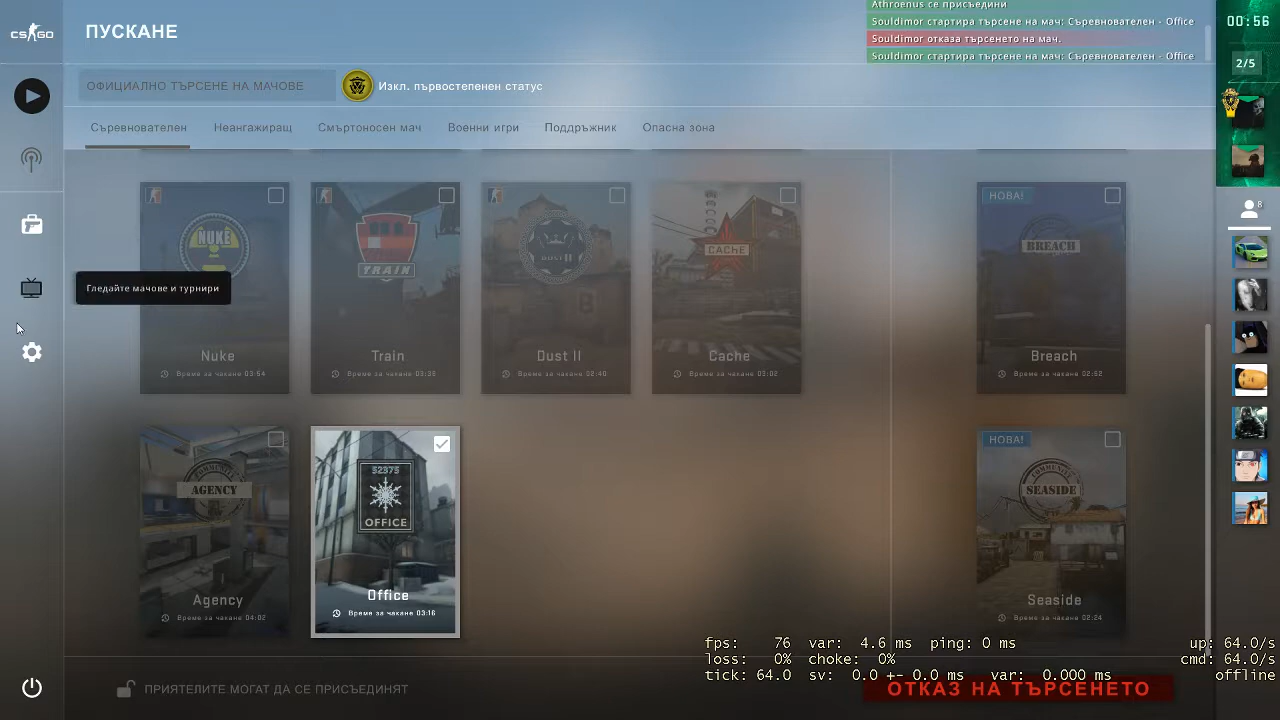 CS GO
ПУСКАНЕ
Athroenus се присъедини
Souldimor стартира търсене на мач: Съревнователен - Office
Souldimor отказа търсенето на мач.
Souldimor стартира търсене на мач: Съревнователен - Office
00:56
2/5
8
ОФИЦИАЛНО ТЪРСЕНЕ НА МАЧОВЕ
Изкл. първостепенен статус
Съревнователен Неангажиращ Смъртоносен мач Военни игри Поддръжник Опасна зона
NUKE
Nuke
Време за чакане 03:54
TRAIN
Train
Време за чакане 03:35
DUST II
Dust II
Време за чакане 02:40
CACHE
Cache
Време за чакане 03:02
НОВА!
BREACH
Breach
Време за чакане 02:52
Гледайте мачове и турнири
COMMUNITY
AGENCY
Agency
Време за чакане 04:02
52375
OFFICE
Office
Време за чакане 03:16
НОВА!
COMMUNITY
SEASIDE
Seaside
Време за чакане 02:24
fps: 76 var: 4.6 ms ping: 0 ms up: 64.0/s
loss: 0% choke: 0% cmd: 64.0/s
tick: 64.0 sv: 0.0 +- 0.0 ms var: 0.000 ms offline
ПРИЯТЕЛИТЕ МОГАТ ДА СЕ ПРИСЪЕДИНЯТ
ОТКАЗ НА ТЪРСЕНЕТО